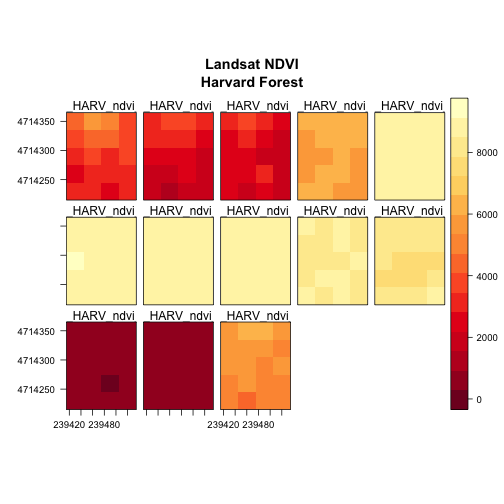 Landsat NDVI
Harvard Forest
HARV_ndvi HARV_ndvi HARV_ndvi HARV_ndvi HARV_ndvi
4714350
4714300
4714250
HARV_ndvi HARV_ndvi HARV_ndvi HARV_ndvi HARV_ndvi
HARV_ndvi HARV_ndvi HARV_ndvi
4714350
4714300
4714250
239420 239480 239420 239480
8000
6000
4000
2000
0